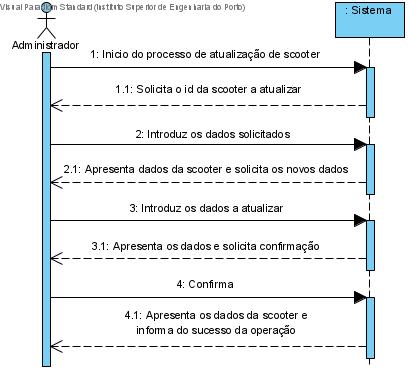 Visual Paradigm Standard(Instituto Superior de Engenharia do Porto)
: Sistema
Administrador
1: Inicio do processo de atualização de scooter
1.1: Solicita o id da scooter a atualizar
2: Introduz os dados solicitados
2.1: Apresenta dados da scooter e solicita os novos dados
3: Introduz os dados a atualizar
3.1: Apresenta os dados e solicita confirmação
4: Confirma
4.1: Apresenta os dados da scooter e
informa do sucesso da operação